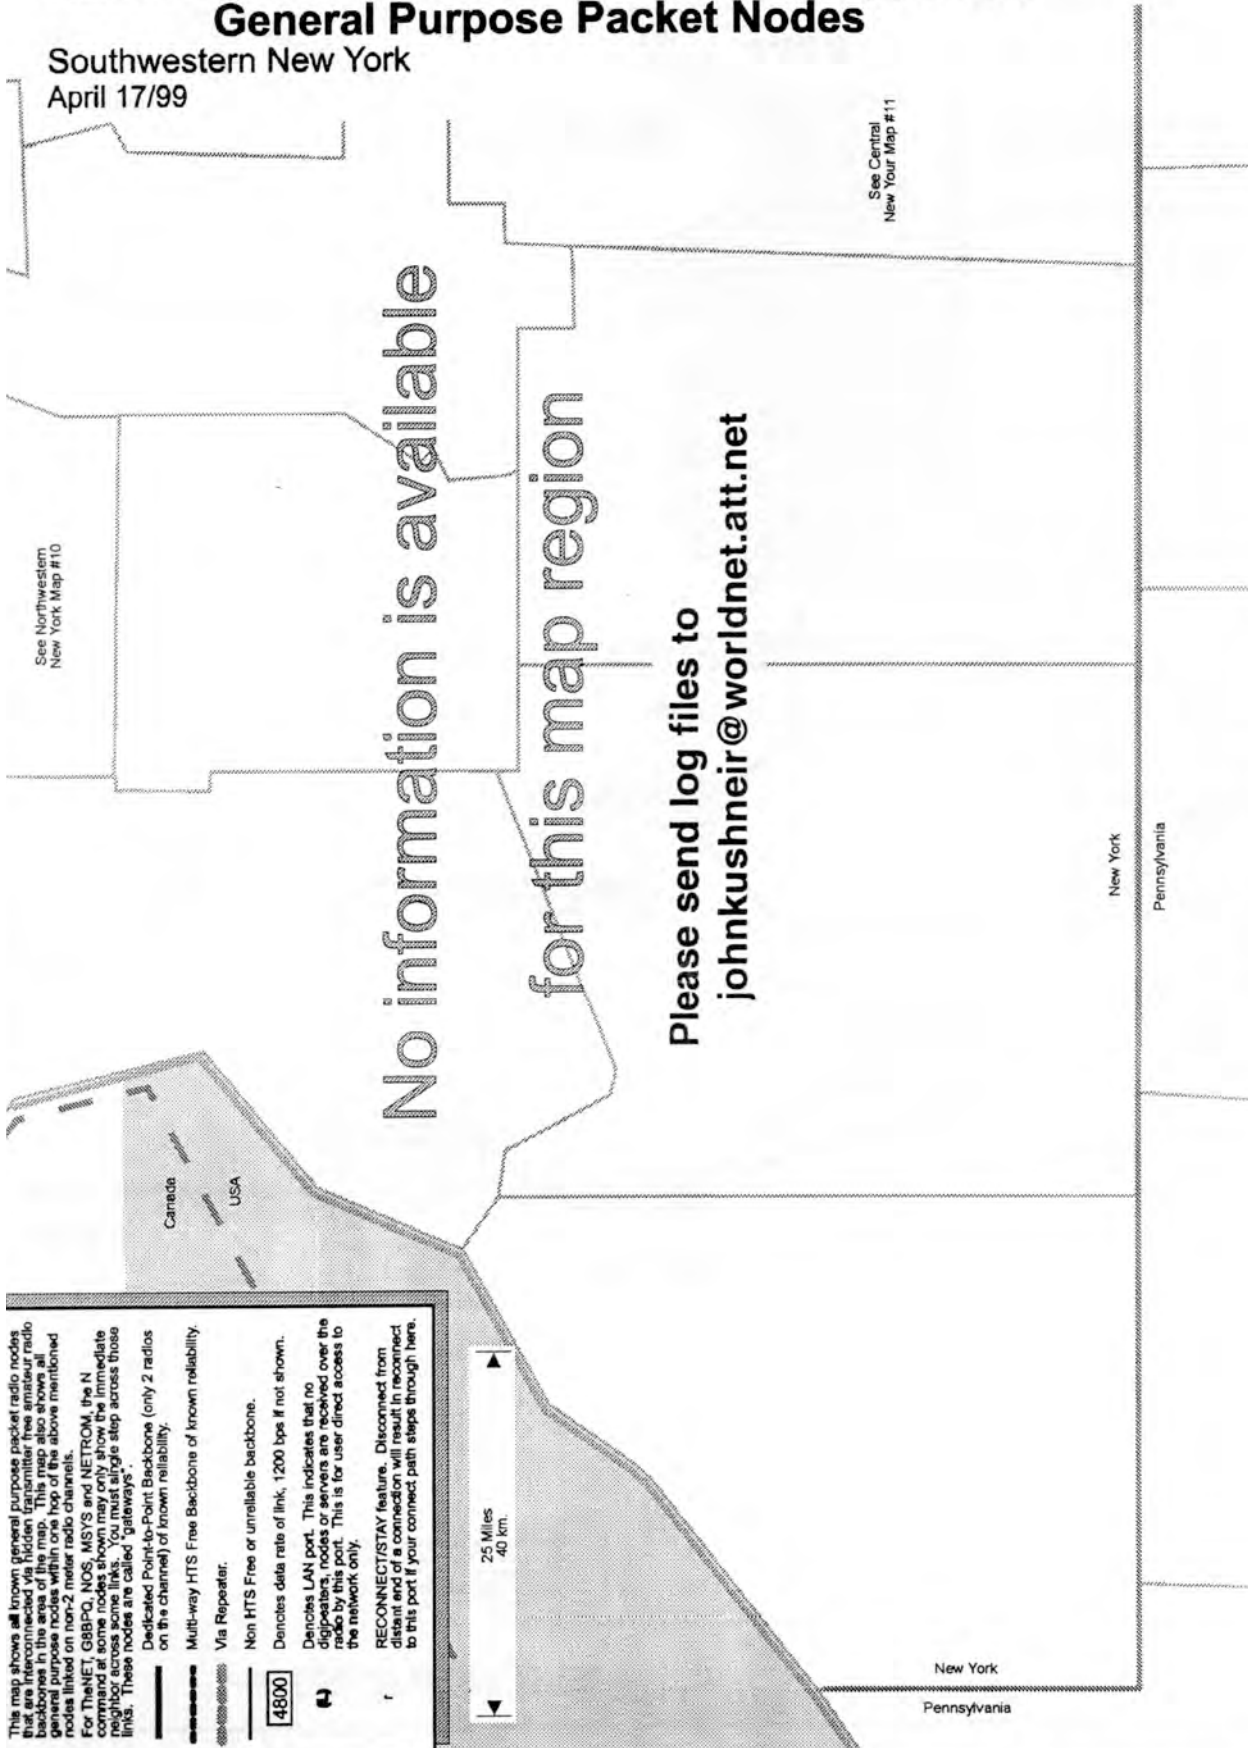 General Purpose Packet Nodes
Southwestern New York
April 17/99
See Northwestern
New York Map #10
See Central
New Your Map #11
No information is available
for this map region
Please send log files to
johnkushneir@worldnet.att.net
Canada
USA
New York
Pennsylvania
New York
Pennsylvania
This map shows all known general purpose packet radio nodes
that are interconnected via hidden transmitter free amateur radio
backbones in the area of the map. This map also shows all
general purpose nodes within one hop of the above mentioned
nodes linked on non-2 meter radio channels.
For TheNET, G8BPQ, NOS, MSYS and NETROM, the N
command at some nodes shown may only show the immediate
neighbor across some links. You must single step across those
links. These nodes are called "gateways".
Dedicated Point-to-Point Backbone (only 2 radios
on the channel) of known reliability.
Multi-way HTS Free Backbone of known reliability.
Via Repeater.
Non HTS Free or unreliable backbone.
4800
Denotes data rate of link, 1200 bps if not shown.
(L)
Denotes LAN port. This indicates that no
digipeaters, nodes or servers are received over the
radio by this port. This is for user direct access to
the network only.
r
RECONNECT/STAY feature. Disconnect from
distant end of a connection will result in reconnect
to this port if your connect path steps through here.
25 Miles
40 km.